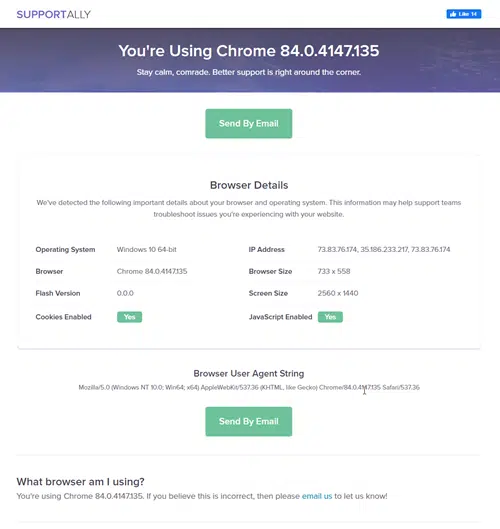 SUPPORTALLY
Like 14
You're Using Chrome 84.0.4147.135
Stay calm, comrade. Better support is right around the corner.
Send By Email
Browser Details
We've detected the following important details about your browser and operating system. This information may help support teams
troubleshoot issues you're experiencing with your website.
Operating System Windows 10 64-bit IP Address 73.83.76.174, 35.186.233.217, 73.83.76.174
Browser Chrome 84.0.4147.135 Browser Size 733 x 558
Flash Version 0.0.0 Screen Size 2560 x 1440
Cookies Enabled Yes JavaScript Enabled Yes
Browser User Agent String
Mozilla/5.0 (Windows NT 10.0; Win64; x64) AppleWebKit/537.36 (KHTML, like Gecko) Chrome/84.0.4147.135 Safari/537.36
Send By Email
What browser am I using?
You're using Chrome 84.0.4147.135. If you believe this is incorrect, then please email us to let us know!